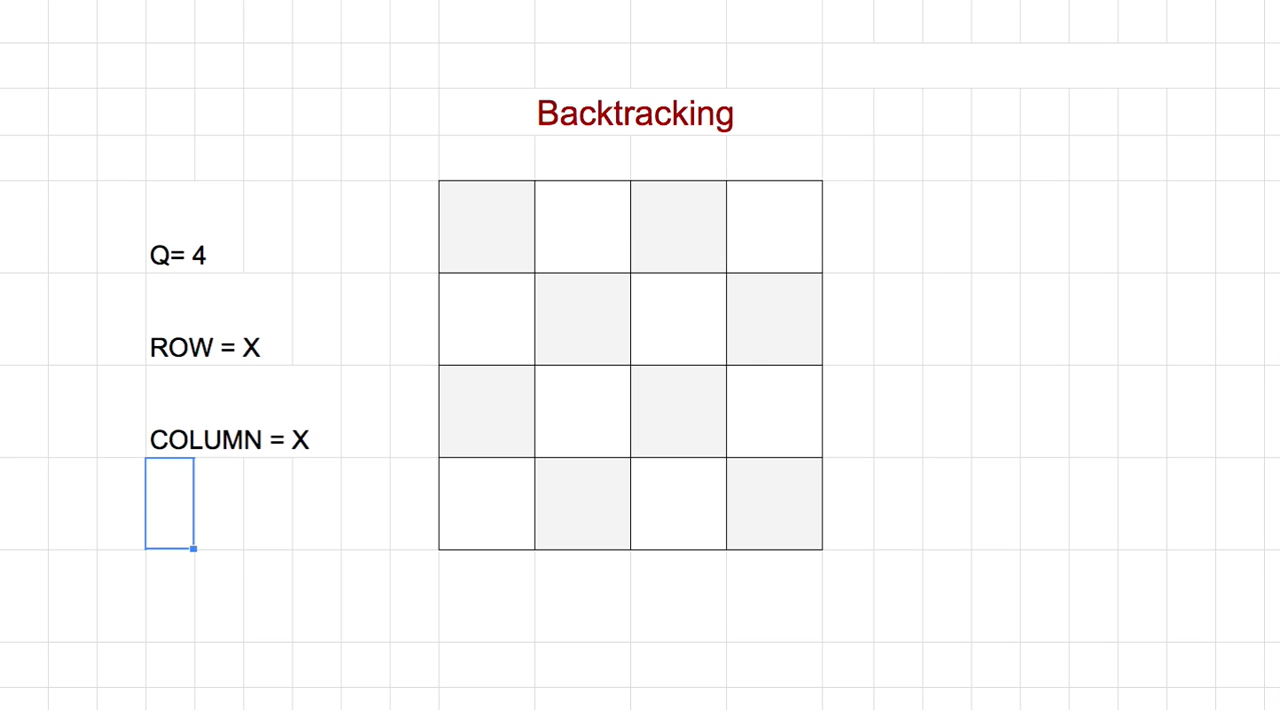 Backtracking
Q= 4
ROW = X
COLUMN = X